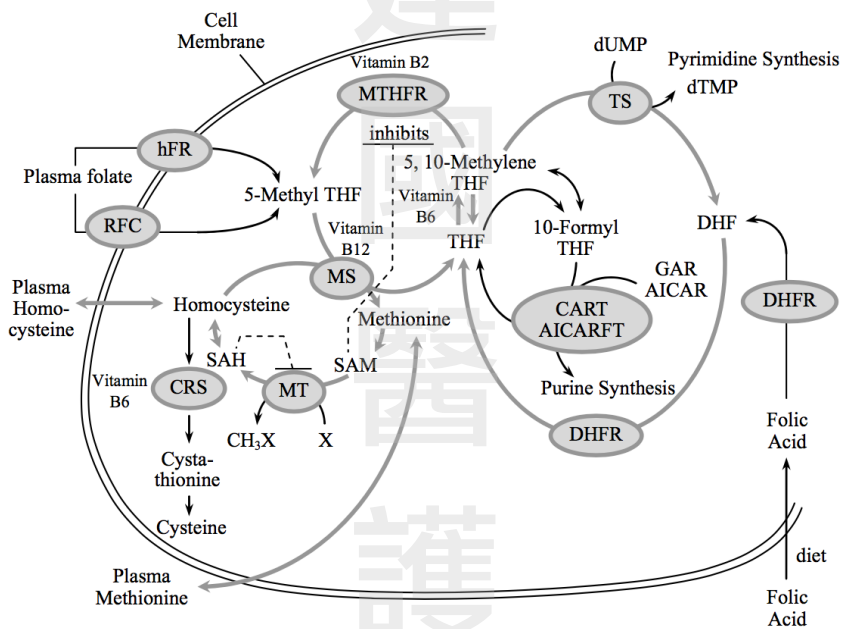 Cell
Membrane
dUMP
Pyrimidine Synthesis
dTMP
TS
Vitamin B2
MTHFR
inhibits
hFR
Plasma folate
RFC
5-Methyl THF
5, 10-Methylene
THF
Vitamin
B6
THF
10-Formyl
THF
DHF
Vitamin
B12
MS
GAR
AICAR
DHFR
CART
AICARFT
Plasma
Homo-
cysteine
Homocysteine
Methionine
SAH
SAM
Vitamin
B6
CRS
MT
Purine Synthesis
CH₃X
X
DHFR
Folic
Acid
Cysta-
thionine
Cysteine
diet
Plasma
Methionine
Folic
Acid
國
醫
護